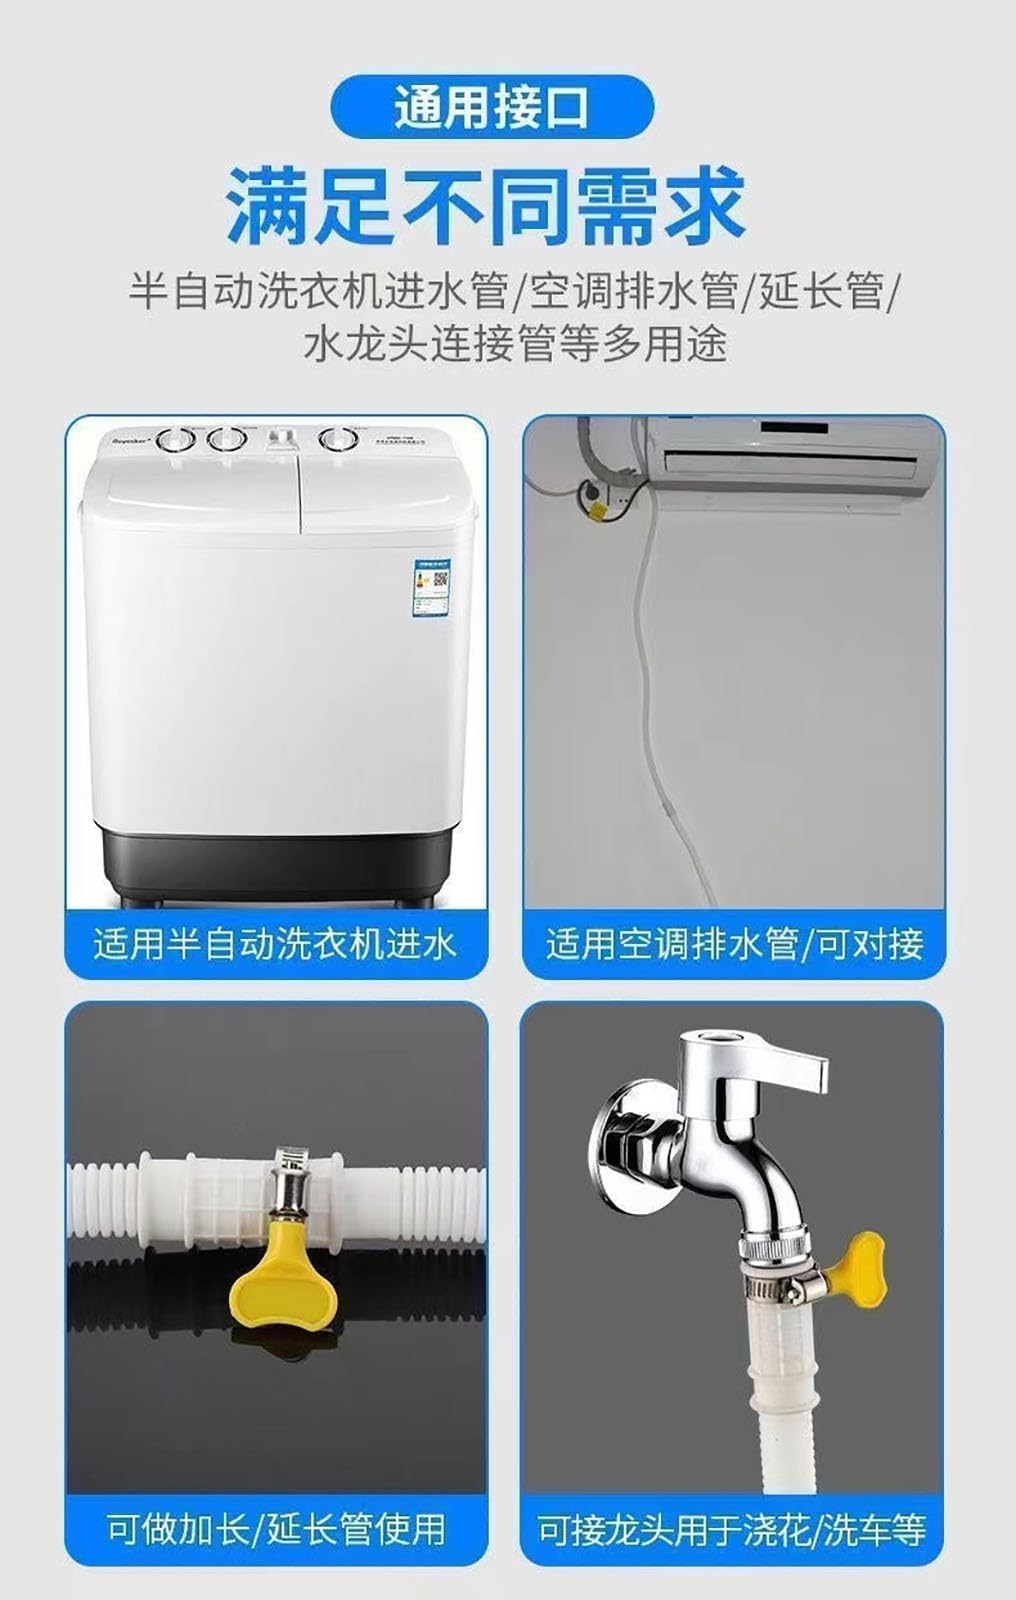 通用接口
满足不同需求
半自动洗衣机进水管/空调排水管/延长管/
水龙头连接管等多用途
适用半自动洗衣机进水
适用空调排水管/可对接
可做加长/延长管使用
可接龙头用于浇花/洗车等